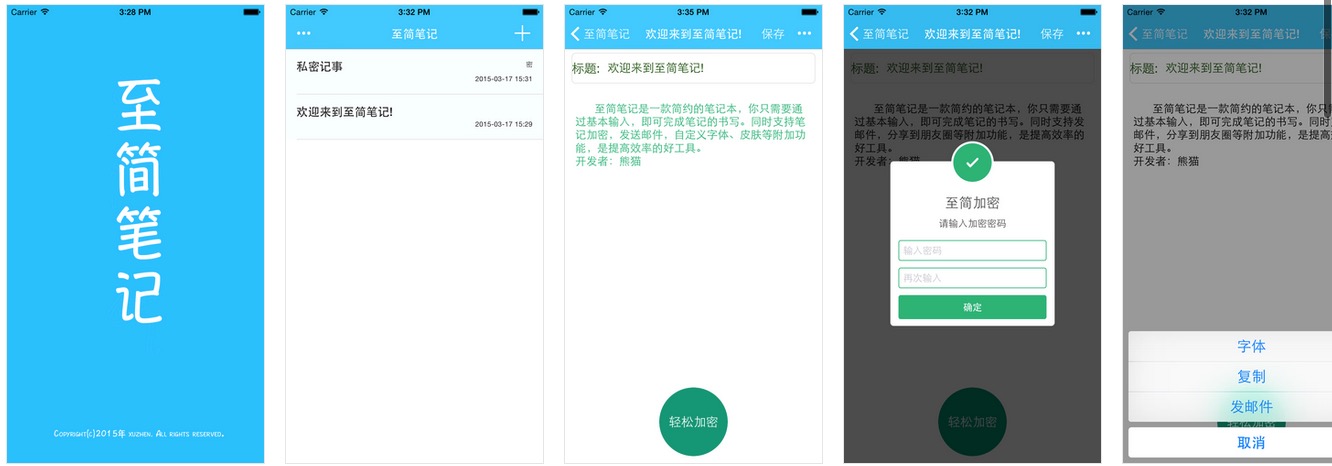 Carrier 3:28 PM
至简笔记
Copyright(c)2015年 xuzhen. All rights reserved.
Carrier 3:32 PM
至简笔记
私密记事 密
2015-03-17 15:31
欢迎来到至简笔记!
2015-03-17 15:29
Carrier 3:35 PM
至简笔记 欢迎来到至简笔记! 保存
标题: 欢迎来到至简笔记!
至简笔记是一款简约的笔记本，你只需要通
过基本输入，即可完成笔记的书写。同时支持笔
记加密，发送邮件，自定义字体、皮肤等附加功
能，是提高效率的好工具。
开发者：熊猫
轻松加密
Carrier 3:32 PM
至简笔记 欢迎来到至简笔记! 保存
标题: 欢迎来到至简笔记!
至简笔记是一款简约的笔记本，你只需要通
过基本输入，即可完成笔记的书写。同时支持发
邮件，分享到朋友圈等附加功能，是提高效率的
好工具。
开发者：熊猫
至简加密
请输入加密密码
输入密码
再次输入
确定
轻松加密
Carrier 3:32 PM
至简笔记 欢迎来到至简笔记!
标题: 欢迎来到至简笔记!
至简笔记是一款简约的笔记本，你只
过基本输入，即可完成笔记的书写。同时
邮件，分享到朋友圈等附加功能，是提高
好工具。
开发者：熊猫
字体
复制
发邮件
轻松加密
取消